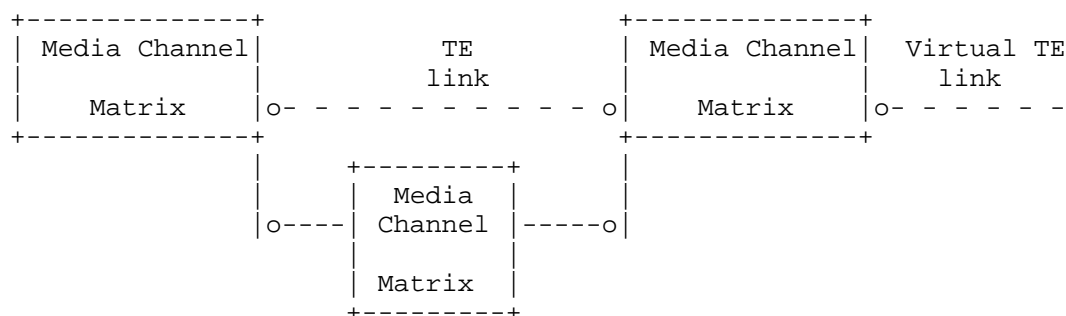 Media Channel TE Media Channel Virtual TE
link link
Matrix Matrix
Media
Channel
Matrix